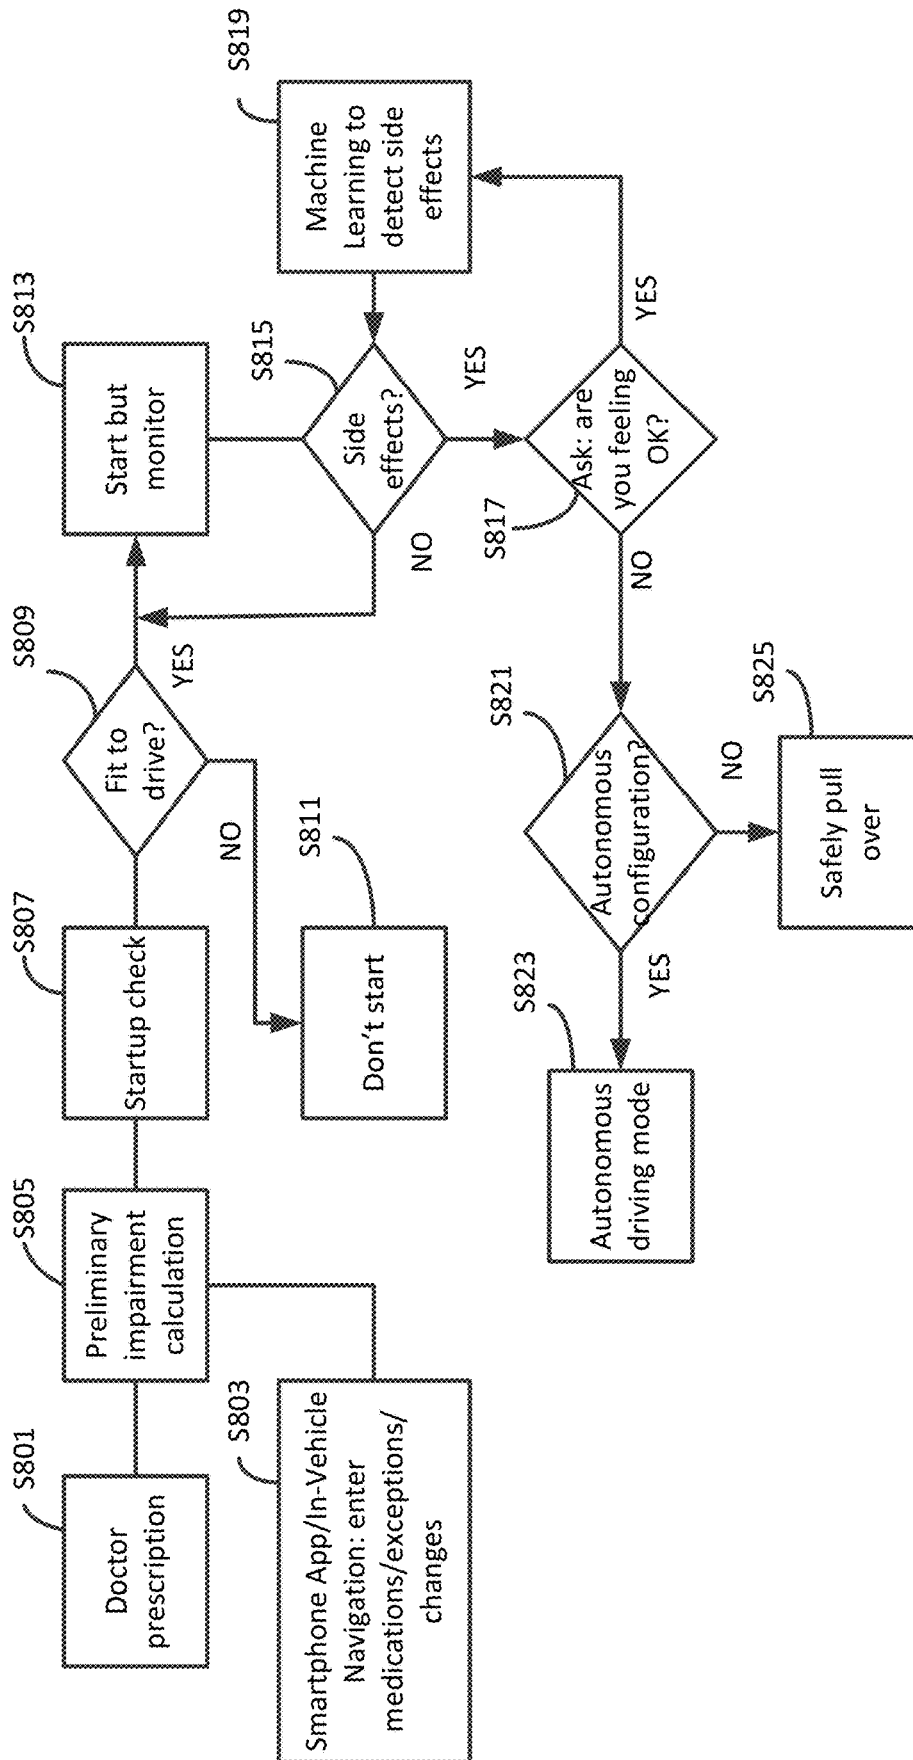 S801
Doctor
prescription
S803
Smartphone App/In-Vehicle
Navigation: enter
medications/exceptions/
changes
S805
Preliminary
impairment
calculation
S807
Startup check
S809
Fit to
drive?
YES
NO
S811
Don't start
S813
Start but
monitor
S815
Side
effects?
NO
YES
S819
Machine
Learning to
detect side
effects
S817
Ask: are
you feeling
OK?
YES
NO
S821
Autonomous
configuration?
YES
NO
S823
Autonomous
driving mode
S825
Safely pull
over